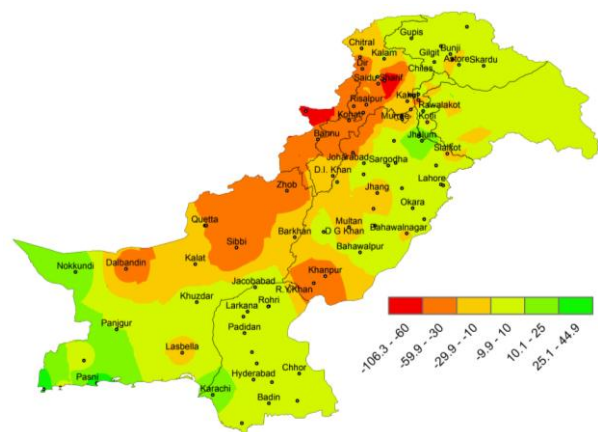 Gupis
Chitral
Kalam
Gilgit
Bunji
Dir
Chilas
Astore
Skardu
Saidu Sharif
Risalpur
Kakul
Rawalakot
Kohat
Murree
Kotli
Bannu
Jhelum
Sialkot
Joharabad
Sargodha
D.I. Khan
Lahore
Zhob
Jhang
Okara
Quetta
Multan
Barkhan
D G Khan
Bahawalnagar
Sibbi
Bahawalpur
Nokkundi
Dalbandin
Kalat
Khanpur
Jacobabad
R.Y.Khan
Khuzdar
Larkana
Rohri
Panjgur
Padidan
Lasbella
Pasni
Hyderabad
Chhor
Karachi
Badin
-106.3 - -60
-59.9 - -30
-29.9 - -10
-9.9 - 10
10.1 - 25
25.1 - 44.9